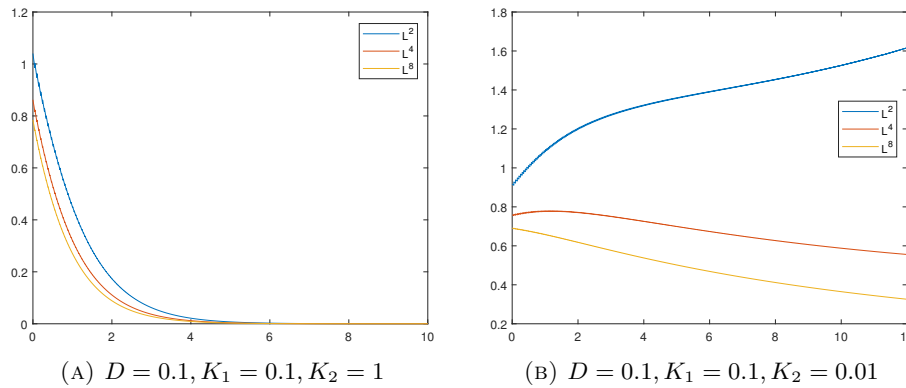 1.2
1
0.8
0.6
0.4
0.2
0
0 2 4 6 8 10
L²
L⁴
L⁸
(A) D = 0.1, K₁ = 0.1, K₂ = 1
1.8
1.6
1.4
1.2
1
0.8
0.6
0.4
0.2
0 2 4 6 8 10 12
L²
L⁴
L⁸
(B) D = 0.1, K₁ = 0.1, K₂ = 0.01